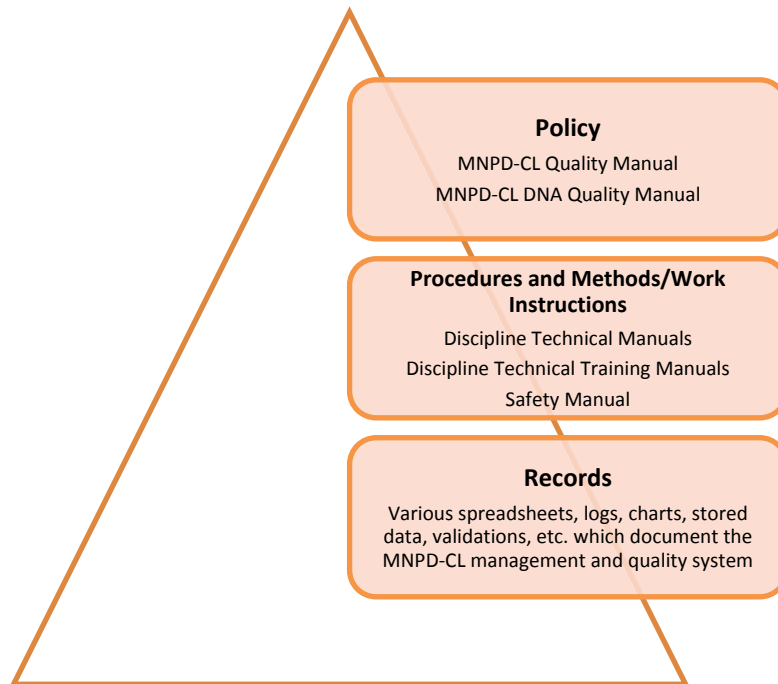 Policy
MNPD-CL Quality Manual
MNPD-CL DNA Quality Manual
Procedures and Methods/Work
Instructions
Discipline Technical Manuals
Discipline Technical Training Manuals
Safety Manual
Records
Various spreadsheets, logs, charts, stored
data, validations, etc. which document the
MNPD-CL management and quality system